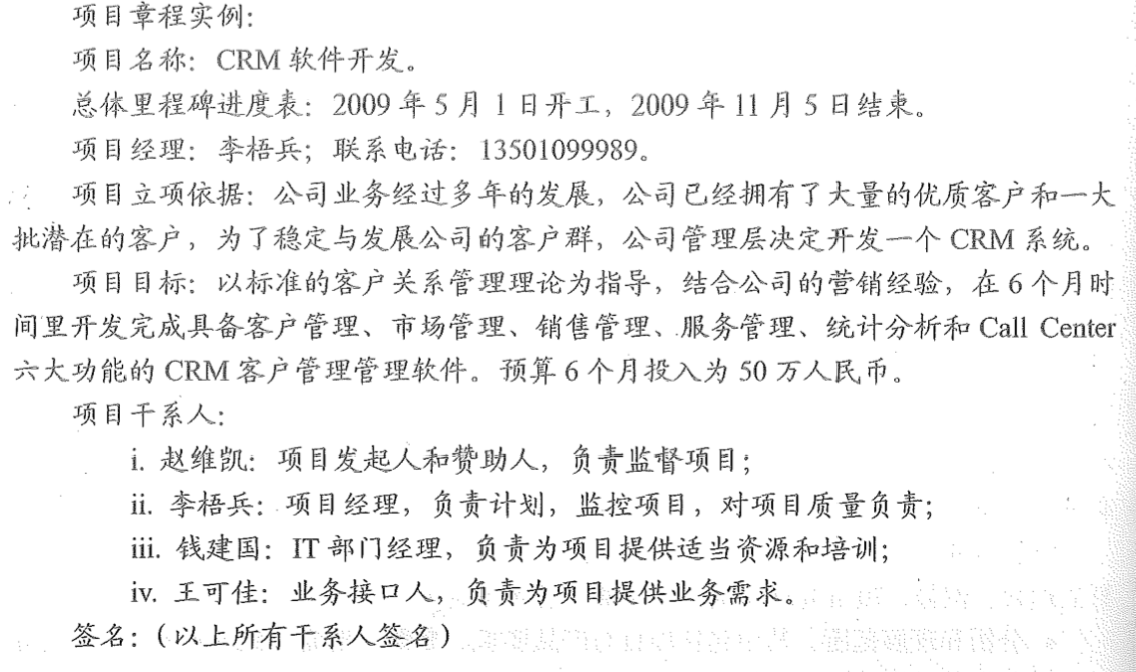 项目章程实例:
项目名称: CRM 软件开发。
总体里程碑进度表: 2009 年 5 月 1 日开工, 2009 年 11 月 5 日结束。
项目经理: 李梧兵; 联系电话: 13501099989。
项目立项依据: 公司业务经过多年的发展, 公司已经拥有了大量的优质客户和一大
批潜在的客户, 为了稳定与发展公司的客户群, 公司管理层决定开发一个 CRM 系统。
项目目标: 以标准的客户关系管理理论为指导, 结合公司的营销经验, 在 6 个月时
间里开发完成具备客户管理、市场管理、销售管理、服务管理、统计分析和 Call Center
六大功能的 CRM 客户管理管理软件。预算 6 个月投入为 50 万人民币。
项目干系人:
i. 赵维凯: 项目发起人和赞助人, 负责监督项目;
ii. 李梧兵: 项目经理, 负责计划, 监控项目, 对项目质量负责;
iii. 钱建国: IT 部门经理, 负责为项目提供适当资源和培训;
iv. 王可佳: 业务接口人, 负责为项目提供业务需求。
签名: (以上所有干系人签名)